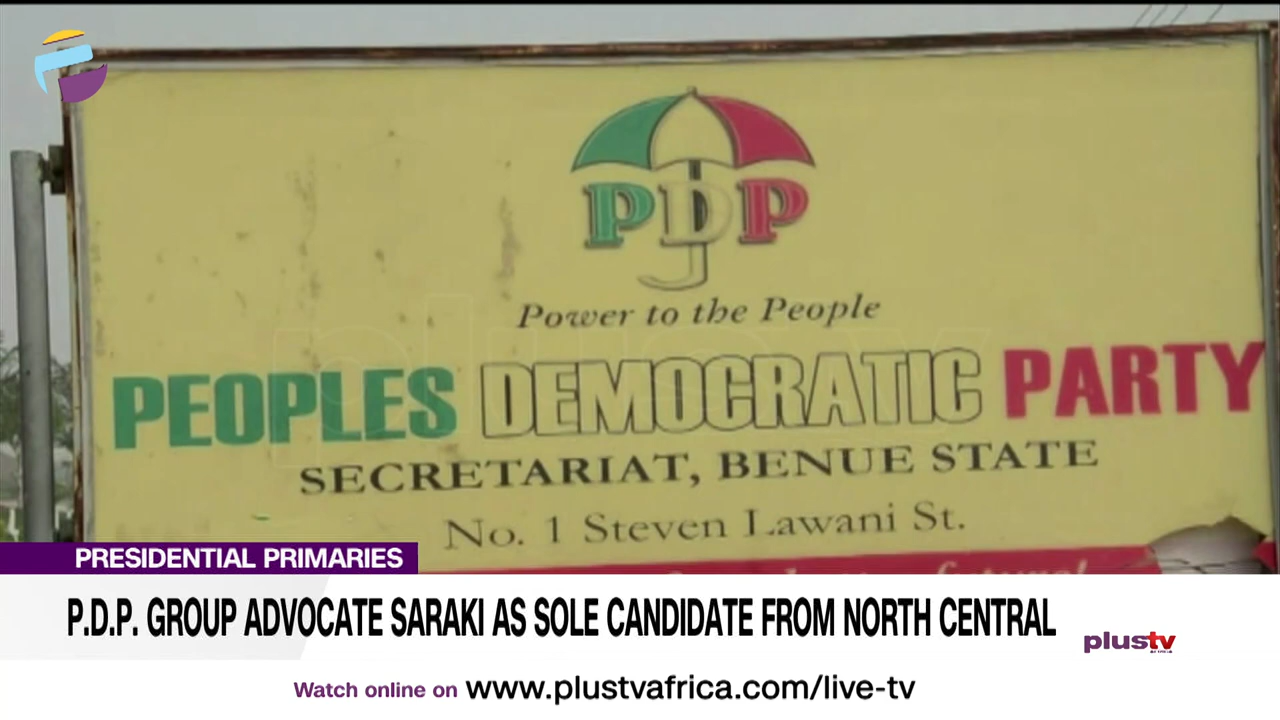 PDP
Power to the People
PEOPLES DEMOCRATIC PARTY
SECRETARIAT, BENUE STATE
No. 1 Steven Lawani St.
PRESIDENTIAL PRIMARIES
P.D.P. GROUP ADVOCATE SARAKI AS SOLE CANDIDATE FROM NORTH CENTRAL
plustv
Watch online on www.plustvafrica.com/live-tv